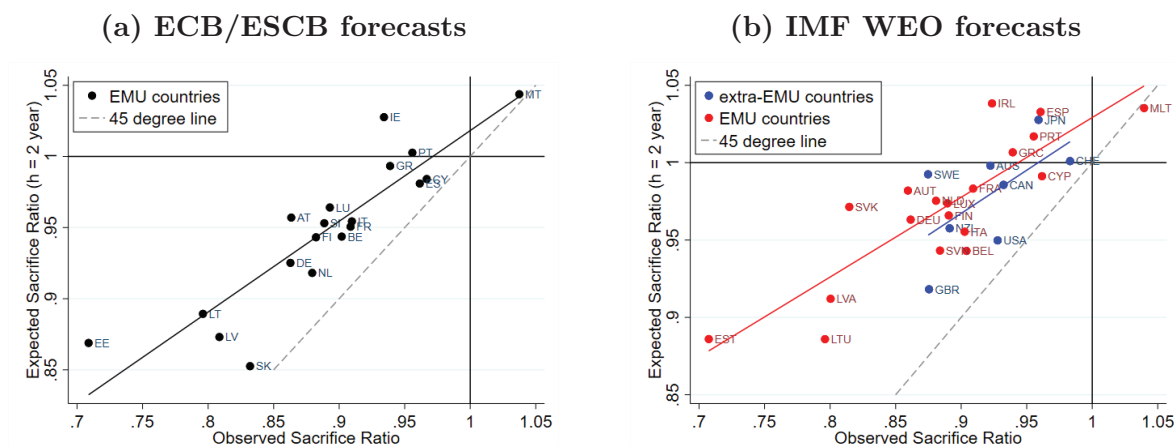 (a) ECB/ESCB forecasts
Expected Sacrifice Ratio (h = 2 year)
.85 .9 .95 1 1.05
EMU countries
45 degree line
MT
IE
PT
GR
CY
ES
LU
AT
SI
IT
FR
FI
BE
DE
NL
LT
LV
EE
SK
.7 .75 .8 .85 .9 .95 1 1.05
Observed Sacrifice Ratio
(b) IMF WEO forecasts
Expected Sacrifice Ratio (h = 2 year)
.85 .9 .95 1 1.05
extra-EMU countries
EMU countries
45 degree line
IRL
ESP
MLT
JPN
PRT
GRC
CHE
AUS
SWE
CYP
CAN
FRA
AUT
NLD
LUX
SVK
FIN
DEU
NZL
ITA
USA
SVN
BEL
GBR
LVA
EST
LTU
.7 .75 .8 .85 .9 .95 1 1.05
Observed Sacrifice Ratio